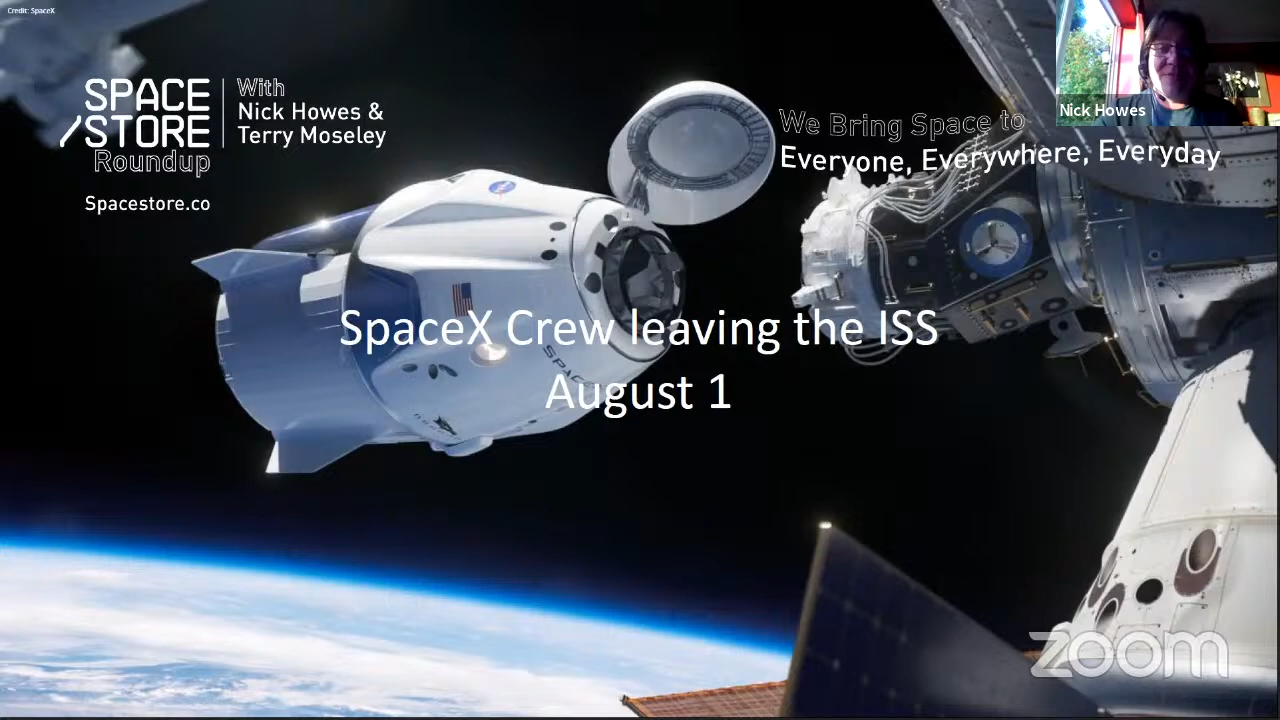 Credit: SpaceX
SPACE
STORE
Roundup
With
Nick Howes &
Terry Moseley
Spacestore.co
We Bring Space to
Everyone, Everywhere, Everyday
Nick Howes
SpaceX Crew leaving the ISS
August 1
SPAC
zoom